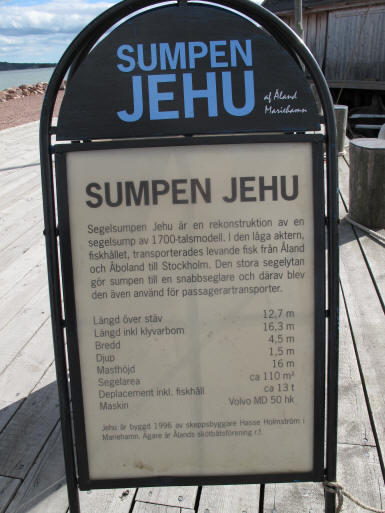 SUMPEN
JEHU
af Åland
Mariehamn
SUMPEN JEHU
Segelsumpen Jehu är en rekonstruktion av en
segelsump av 1700-talsmodell. I den låga aktern,
fiskhållet, transporterades levande fisk från Åland
och Åboland till Stockholm. Den stora segelytan
gör sumpen till en snabbseglare och därav blev
den även använd för passagerartransporter.
Längd över stäv 12,7 m
Längd inkl klyvarbom 16,3 m
Bredd 4,5 m
Djup 1,5 m
Masthöjd 16 m
Segelarea ca 110 m²
Deplacement inkl. fiskhåll ca 13 t
Maskin Volvo MD 50 hk
Jehu är byggd 1996 av skeppsbyggare Hasse Holmström i
Mariehamn. Ägare är Ålands skötbåtsförening r.f.